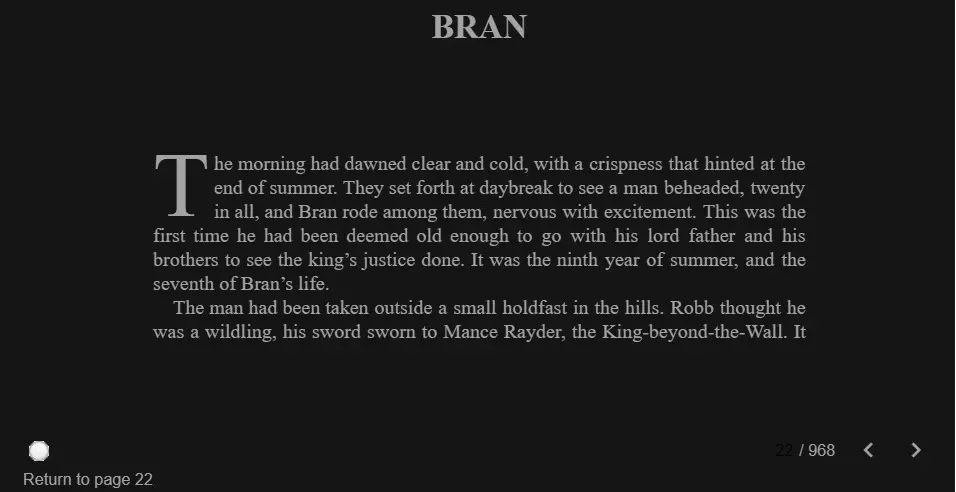 BRAN
The morning had dawned clear and cold, with a crispness that hinted at the
end of summer. They set forth at daybreak to see a man beheaded, twenty
in all, and Bran rode among them, nervous with excitement. This was the
first time he had been deemed old enough to go with his lord father and his
brothers to see the king’s justice done. It was the ninth year of summer, and the
seventh of Bran’s life.
The man had been taken outside a small holdfast in the hills. Robb thought he
was a wildling, his sword sworn to Mance Rayder, the King-beyond-the-Wall. It
22 / 968
Return to page 22